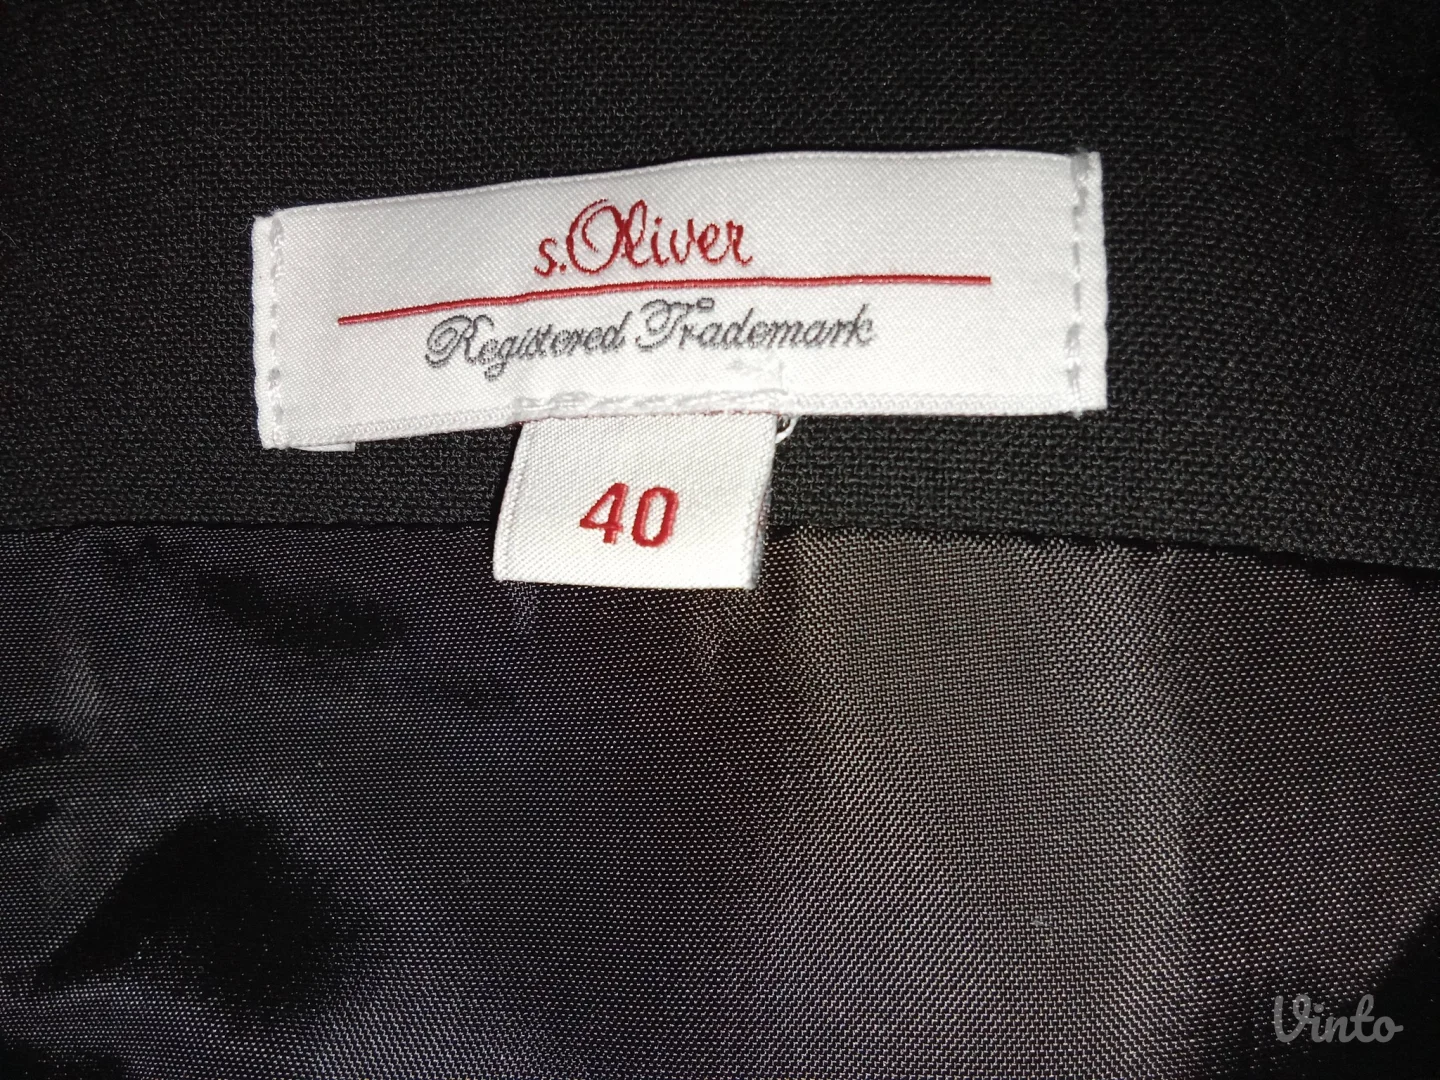 s.Oliver
Registered Trademark
40
Vinto